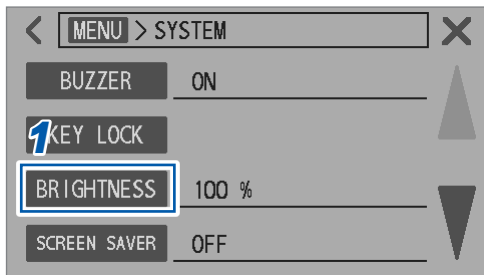 < MENU > SYSTEM X
BUZZER ON
1 KEY LOCK
BRIGHTNESS 100 %
SCREEN SAVER OFF